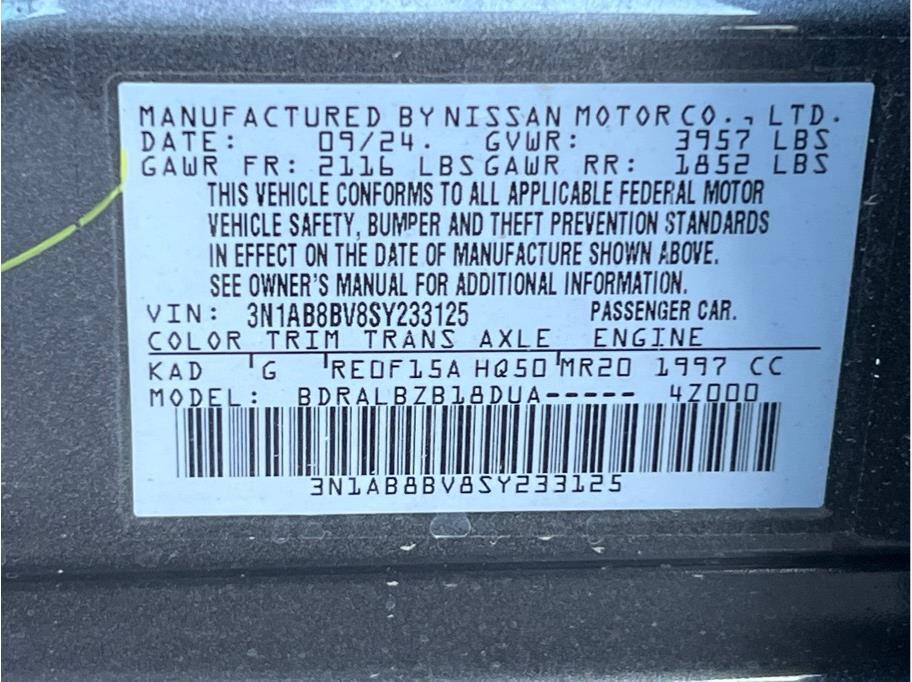 MANUFACTURED BY NISSAN MOTOR CO., LTD.
DATE: 09/24. GVWR: 3957 LBS
GAWR FR: 2116 LBS GAWR RR: 1852 LBS
THIS VEHICLE CONFORMS TO ALL APPLICABLE FEDERAL MOTOR
VEHICLE SAFETY, BUMPER AND THEFT PREVENTION STANDARDS
IN EFFECT ON THE DATE OF MANUFACTURE SHOWN ABOVE.
SEE OWNER'S MANUAL FOR ADDITIONAL INFORMATION.
VIN: 3N1AB8BV8SY233125 PASSENGER CAR.
COLOR TRIM TRANS AXLE ENGINE
KAD G RE0F15A HQ50 MR20 1997 CC
MODEL: BDRALBZB18DUA----- 4Z000
3N1AB8BV8SY233125